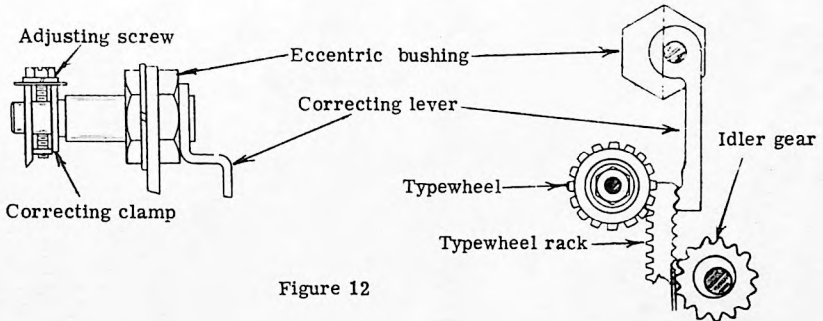 Adjusting screw
Eccentric bushing
Correcting lever
Idler gear
Typewheel
Correcting clamp
Typewheel rack
Figure 12